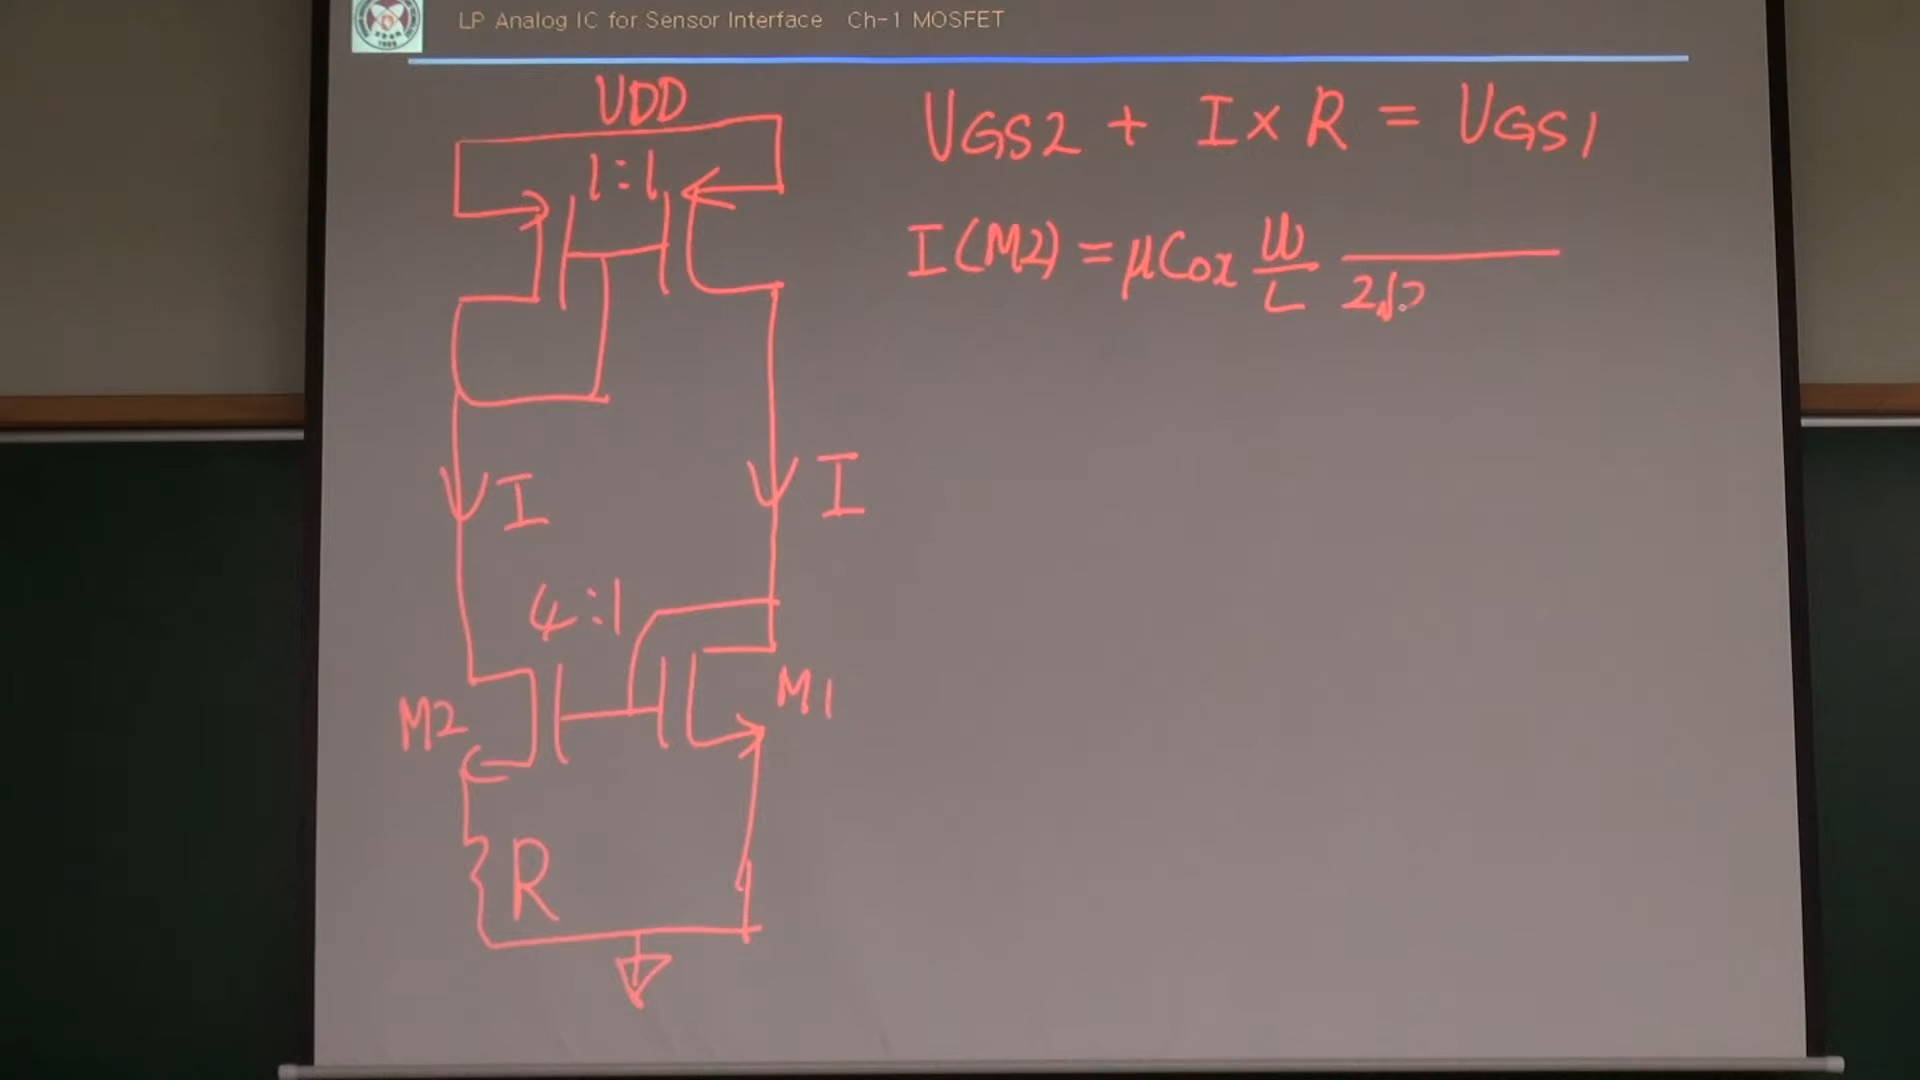 LP Analog IC for Sensor Interface Ch-1 MOSFET
VDD
1:1
VGS2 + I × R = VGS1
I(M2) = μCox W/L
I
I
4:1
M2
M1
R